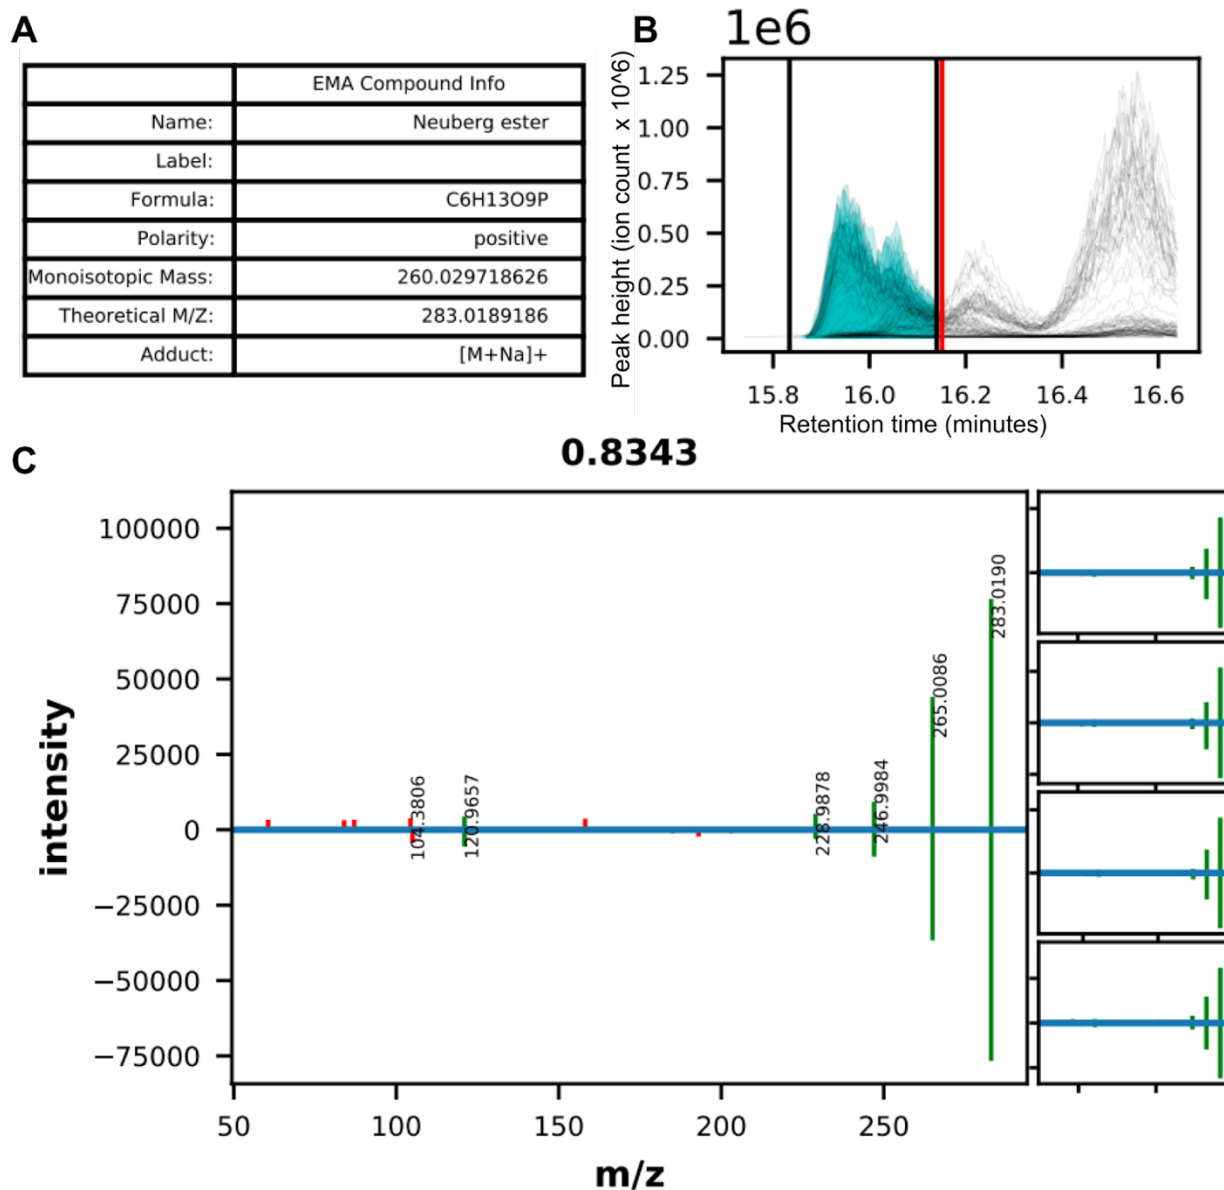 A
EMA Compound Info
Name: Neuberg ester
Label:
Formula: C6H13O9P
Polarity: positive
Monoisotopic Mass: 260.029718626
Theoretical M/Z: 283.0189186
Adduct: [M+Na]+
B
1e6
Peak height (ion count x 10^6)
1.25
1.00
0.75
0.50
0.25
0.00
15.8 16.0 16.2 16.4 16.6
Retention time (minutes)
C
0.8343
intensity
100000
75000
50000
25000
0
−25000
−50000
−75000
104.3806
120.9657
228.9878
246.9984
265.0086
283.0190
50 100 150 200 250
m/z